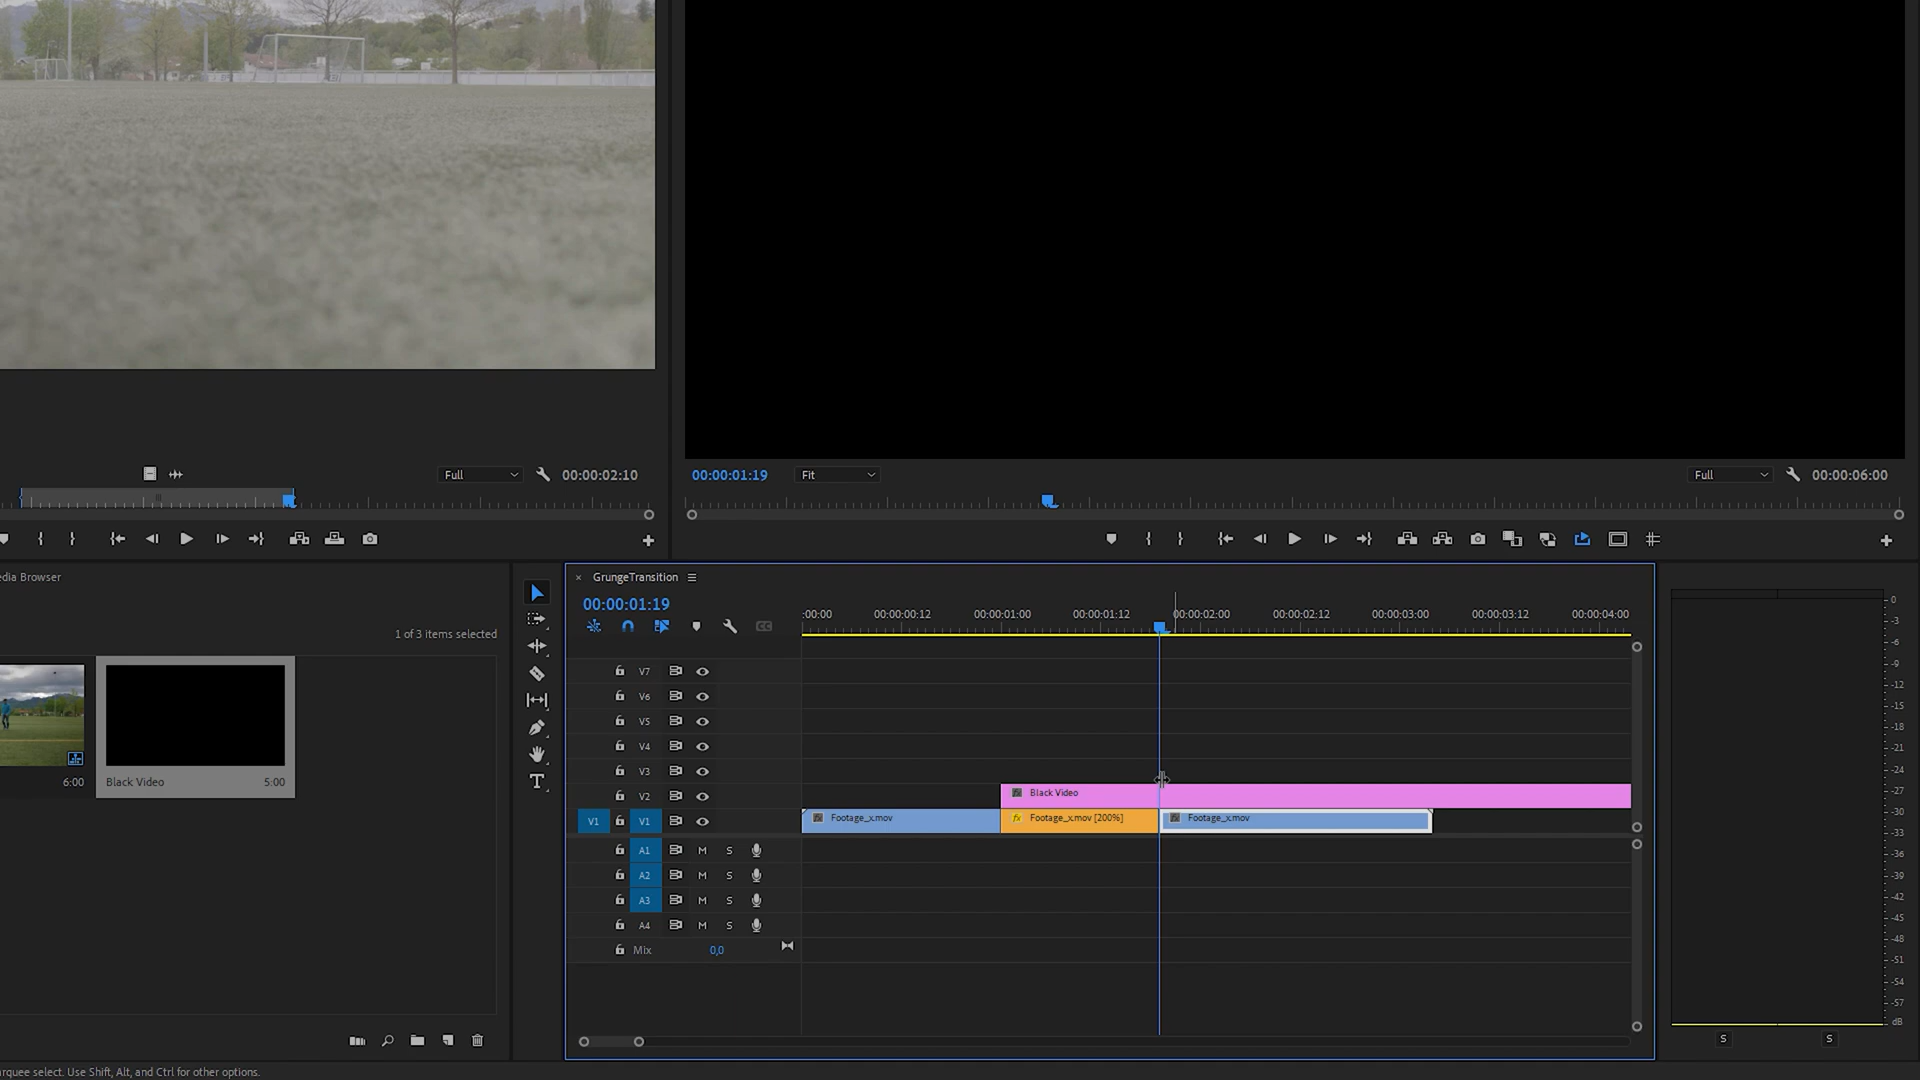 Full
00:00:02:10
00:00:01:19
Fit
Full
00:00:06:00
edia Browser
1 of 3 items selected
6:00
Black Video
5:00
× GrungeTransition
00:00:01:19
:00:00
00:00:00:12
00:00:01:00
00:00:01:12
00:00:02:00
00:00:02:12
00:00:03:00
00:00:03:12
00:00:04:00
CC
V7
V6
V5
V4
V3
V2
Black Video
V1
V1
Footage_x.mov
Footage_x.mov [200%]
Footage_x.mov
A1
M
S
A2
M
S
A3
M
S
A4
M
S
Mix
0,0
T
0
-3
-6
-9
-12
-15
-18
-21
-24
-27
-30
-33
-36
-39
-42
-45
-48
-51
-54
-57
dB
S
S
rquee select. Use Shift, Alt, and Ctrl for other options.